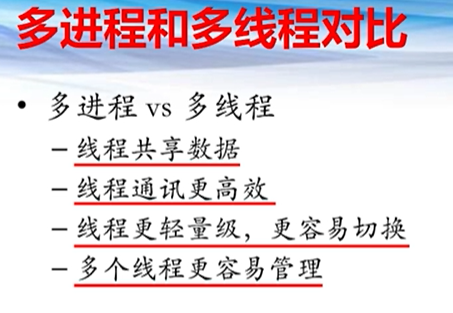 多进程和多线程对比
• 多进程 vs 多线程
– 线程共享数据
– 线程通讯更高效
– 线程更轻量级，更容易切换
– 多个线程更容易管理